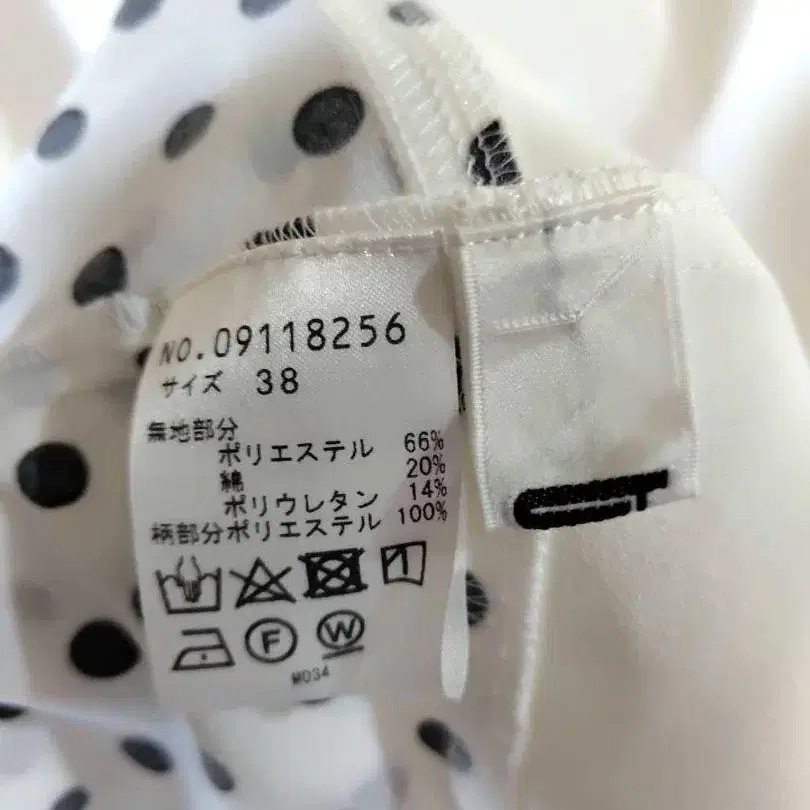 NO.09118256
サイズ 38
無地部分
ポリエステル 66%
綿 20%
ポリウレタン 14%
柄部分ポリエステル 100%
F W
M034